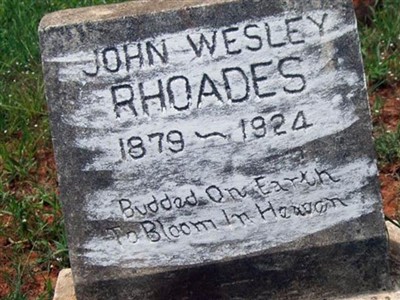 JOHN WESLEY
RHOADES
1879 ~ 1924
Budded On Earth
To Bloom In Heaven